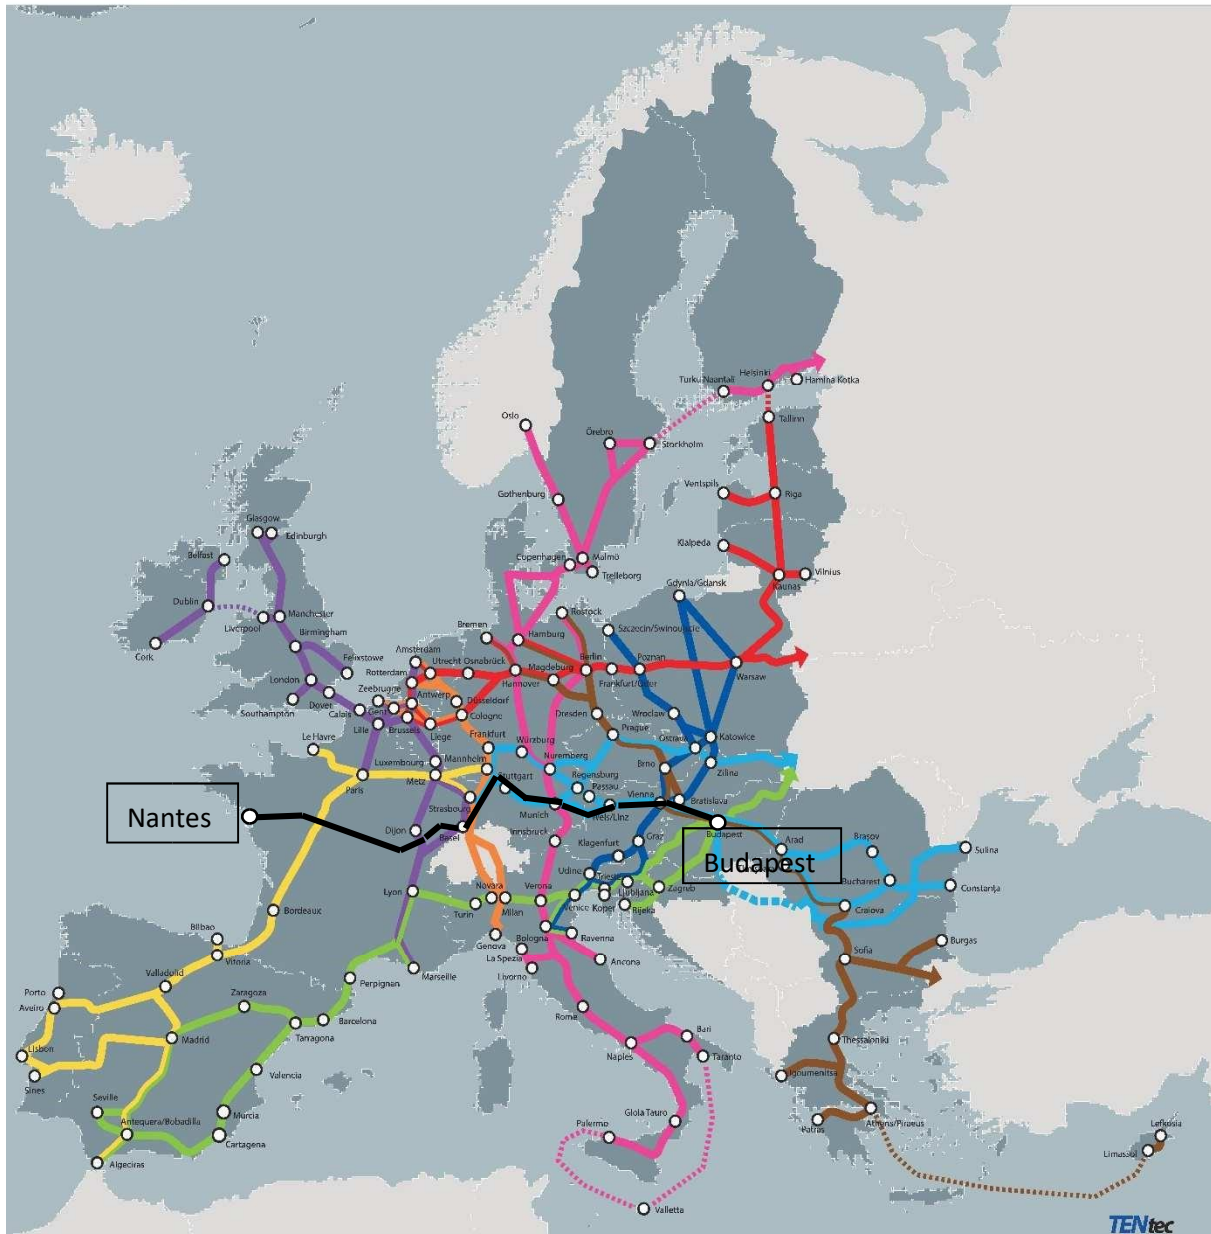 Helsinki
Turku Naantali
Hamina Kotka
Oslo
Örebro
Stockholm
Tallinn
Gothenburg
Ventspils
Riga
Glasgow
Edinburgh
Belfast
Copenhagen
Malmö
Trelleborg
Klaipeda
Vilnius
Kaunas
Gdynia/Gdansk
Dublin
Liverpool
Manchester
Rostock
Szczecin/Swinoujscie
Cork
Birmingham
Felixstowe
Bremen
Hamburg
Amsterdam
Utrecht
Osnabrück
Berlin
Poznan
Warsaw
London
Rotterdam
Hannover
Magdeburg
Frankfurt/Oder
Southampton
Dover
Zeebrugge
Calais
Gent
Antwerp
Düsseldorf
Cologne
Dresden
Wroclaw
Lille
Brussels
Liege
Le Havre
Frankfurt
Würzburg
Prague
Ostrava
Katowice
Luxembourg
Mannheim
Nuremberg
Brno
Zilina
Paris
Metz
Stuttgart
Regensburg
Passau
Nantes
Strasbourg
Munich
Wels/Linz
Vienna
Bratislava
Dijon
Basel
Innsbruck
Klagenfurt
Graz
Budapest
Budapest
Arad
Braşov
Sulina
Lyon
Novara
Verona
Udine
Trieste
Ljubljana
Zagreb
Bucharest
Constanţa
Turin
Milan
Venice
Koper
Rijeka
Craiova
Bordeauc
Genova
Bologna
Ravenna
Bilbao
Vitoria
La Spezia
Livorno
Ancona
Sofia
Burgas
Valladolid
Marseille
Perpignan
Porto
Aveiro
Zaragoza
Barcelona
Tarragona
Madrid
Rome
Lisbon
Sines
Valencia
Naples
Bari
Taranto
Thessaloniki
Igoumenitsa
Seville
Murcia
Antequera/Bobadilla
Cartagena
Algeciras
Palermo
Gioia Tauro
Patras
Athens/Piraeus
Lefkosia
Limassol
Valletta
TENtec